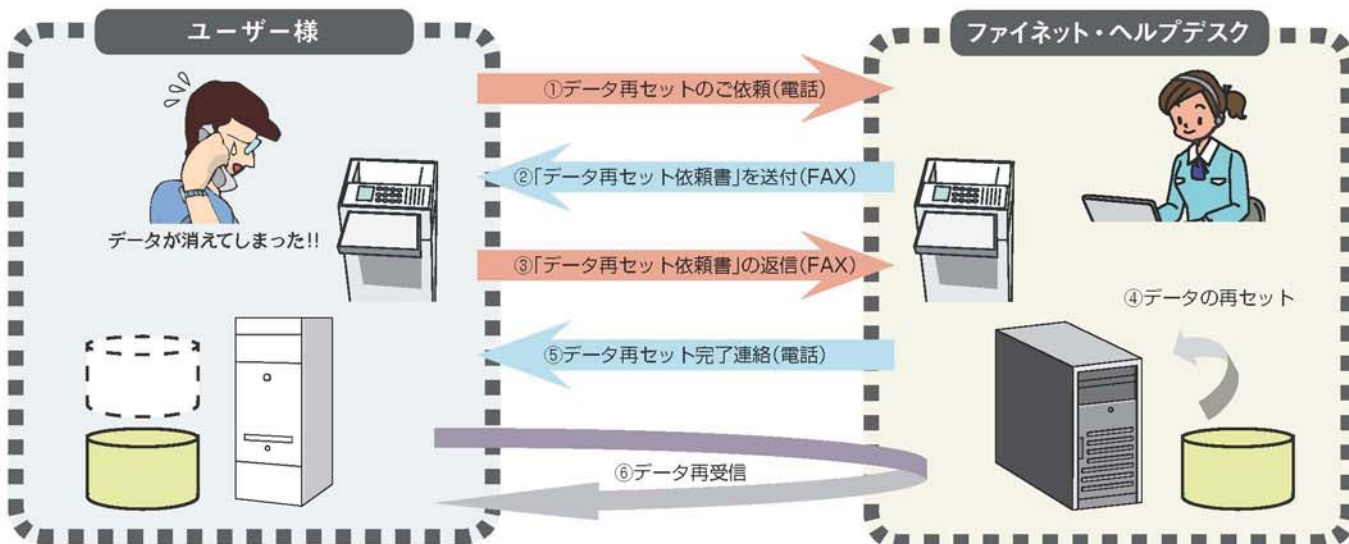 ユーザー様
ファイネット・ヘルプデスク
①データ再セットのご依頼(電話)
②「データ再セット依頼書」を送付(FAX)
データが消えてしまった!!
③「データ再セット依頼書」の返信(FAX)
④データの再セット
⑤データ再セット完了連絡(電話)
⑥データ再受信